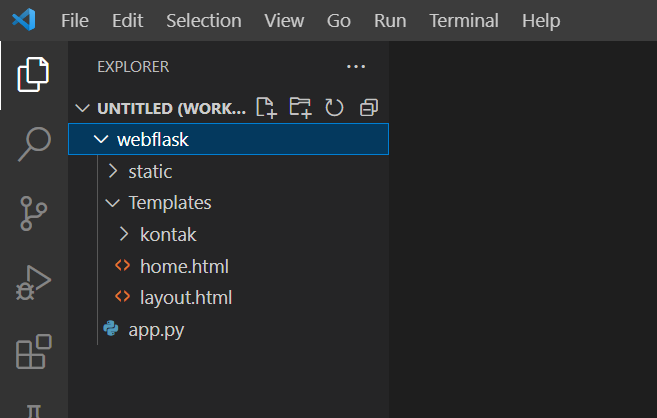 File Edit Selection View Go Run Terminal Help
EXPLORER ...
UNTITLED (WORK...
webflask
static
Templates
kontak
home.html
layout.html
app.py